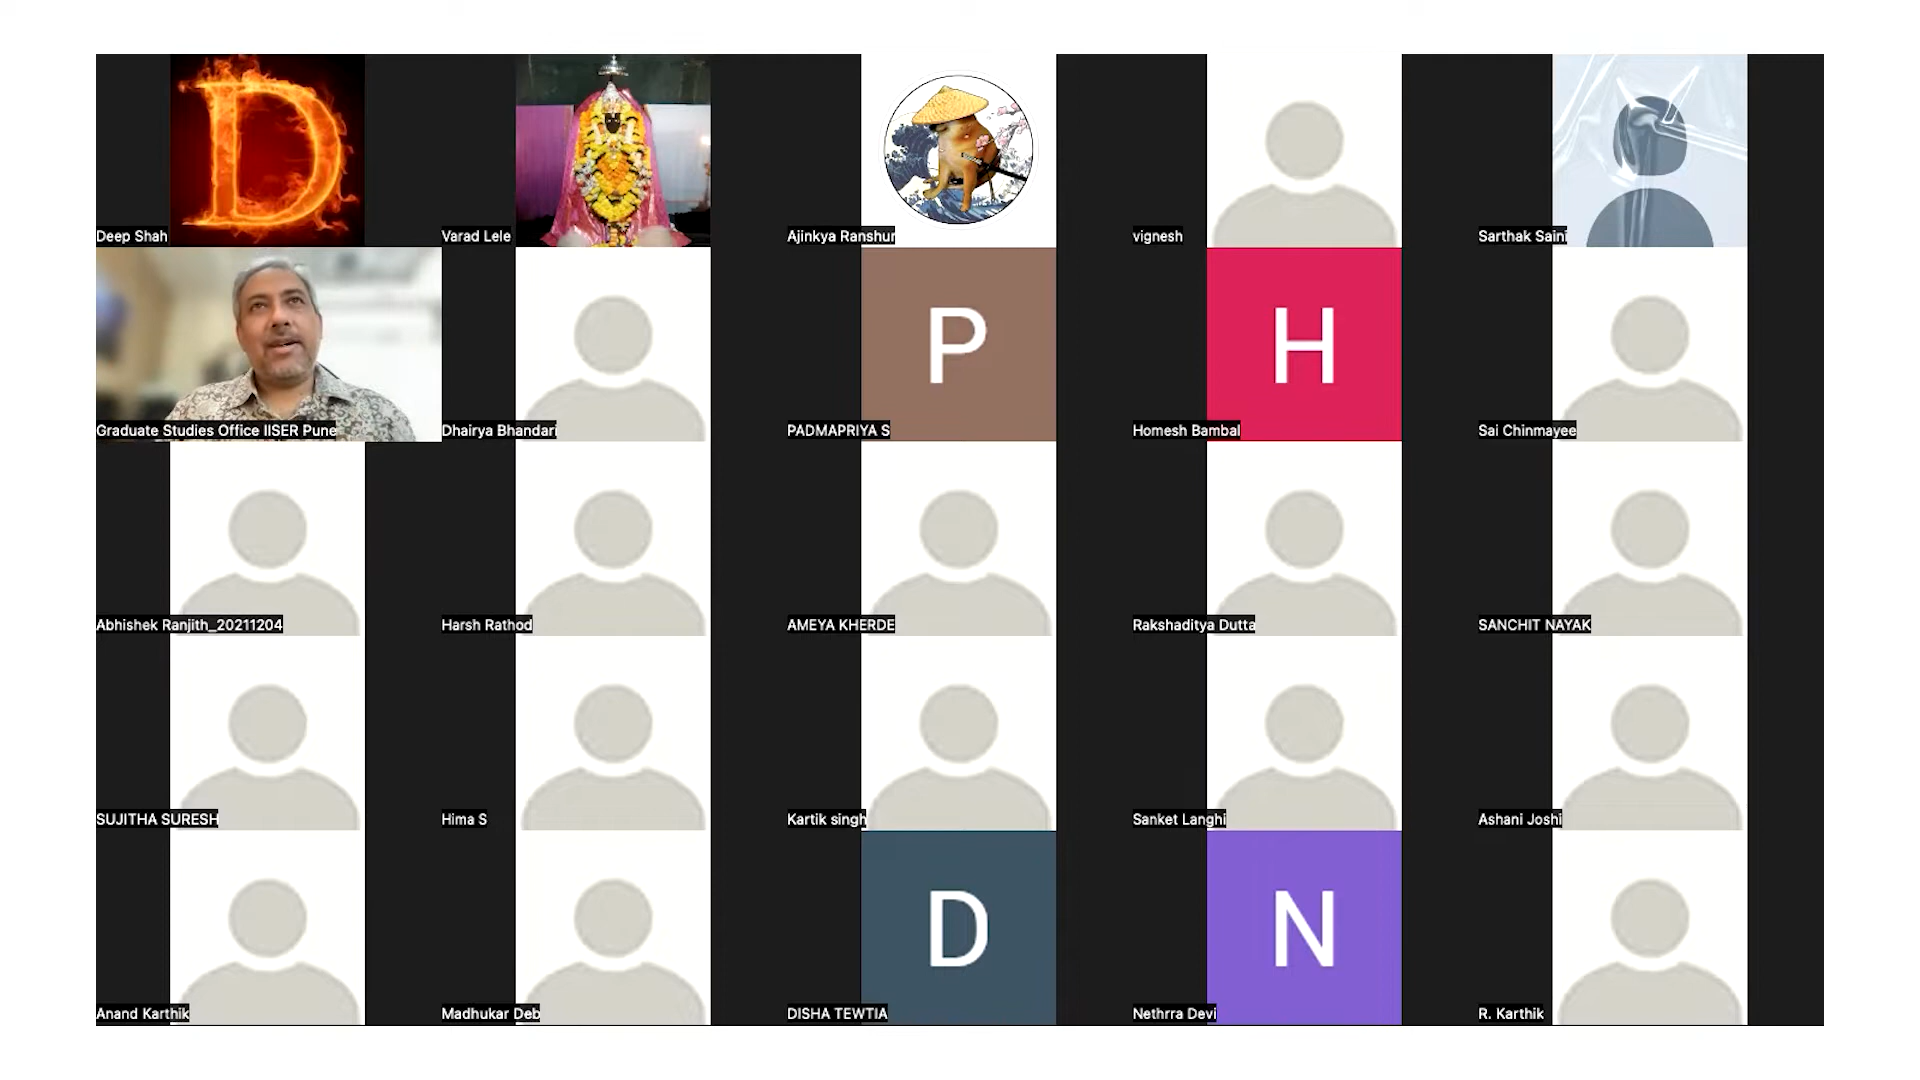 D
Deep Shah
Varad Lele
Ajinkya Ranshur
vignesh
Sarthak Saini
Graduate Studies Office IISER Pune
Dhairya Bhandari
P
PADMAPRIYA S
H
Homesh Bambal
Sai Chinmayee
Abhishek Ranjith_20211204
Harsh Rathod
AMEYA KHERDE
Rakshaditya Dutta
SANCHIT NAYAK
SUJITHA SURESH
Hima S
Kartik singh
Sanket Langhi
Ashani Joshi
Anand Karthik
Madhukar Deb
D
DISHA TEWTIA
N
Nethrra Devi
R. Karthik